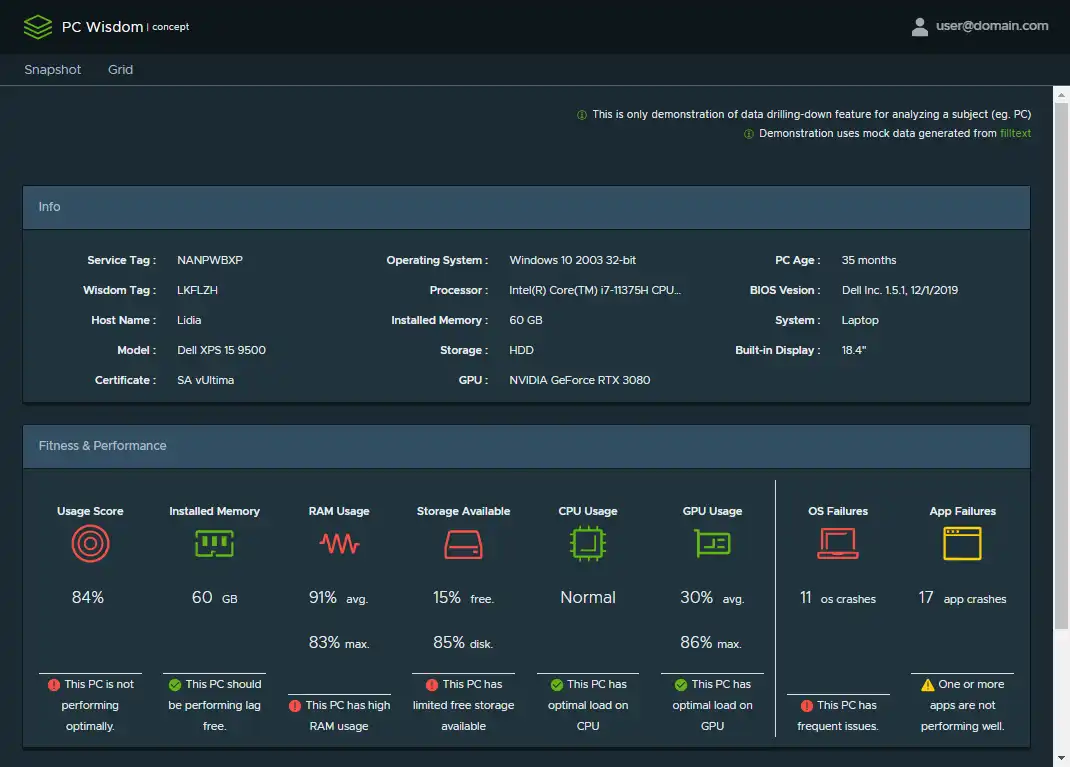 PC Wisdom | concept
user@domain.com
Snapshot Grid
This is only demonstration of data drilling-down feature for analyzing a subject (eg. PC)
Demonstration uses mock data generated from filltext
Info
Service Tag : NANPWBXP Operating System : Windows 10 2003 32-bit PC Age : 35 months
Wisdom Tag : LKFLZH Processor : Intel(R) Core(TM) i7-11375H CPU... BIOS Vesion : Dell Inc. 1.5.1, 12/1/2019
Host Name : Lidia Installed Memory : 60 GB System : Laptop
Model : Dell XPS 15 9500 Storage : HDD Built-in Display : 18.4"
Certificate : SA vUltima GPU : NVIDIA GeForce RTX 3080
Fitness & Performance
Usage Score Installed Memory RAM Usage Storage Available CPU Usage GPU Usage OS Failures App Failures
84% 60 GB 91% avg. 15% free. Normal 30% avg. 11 os crashes 17 app crashes
83% max. 85% disk. 86% max.
This PC is not
performing
optimally.
This PC should
be performing lag
free.
This PC has high
RAM usage
This PC has
limited free storage
available
This PC has
optimal load on
CPU
This PC has
optimal load on
GPU
This PC has
frequent issues.
One or more
apps are not
performing well.